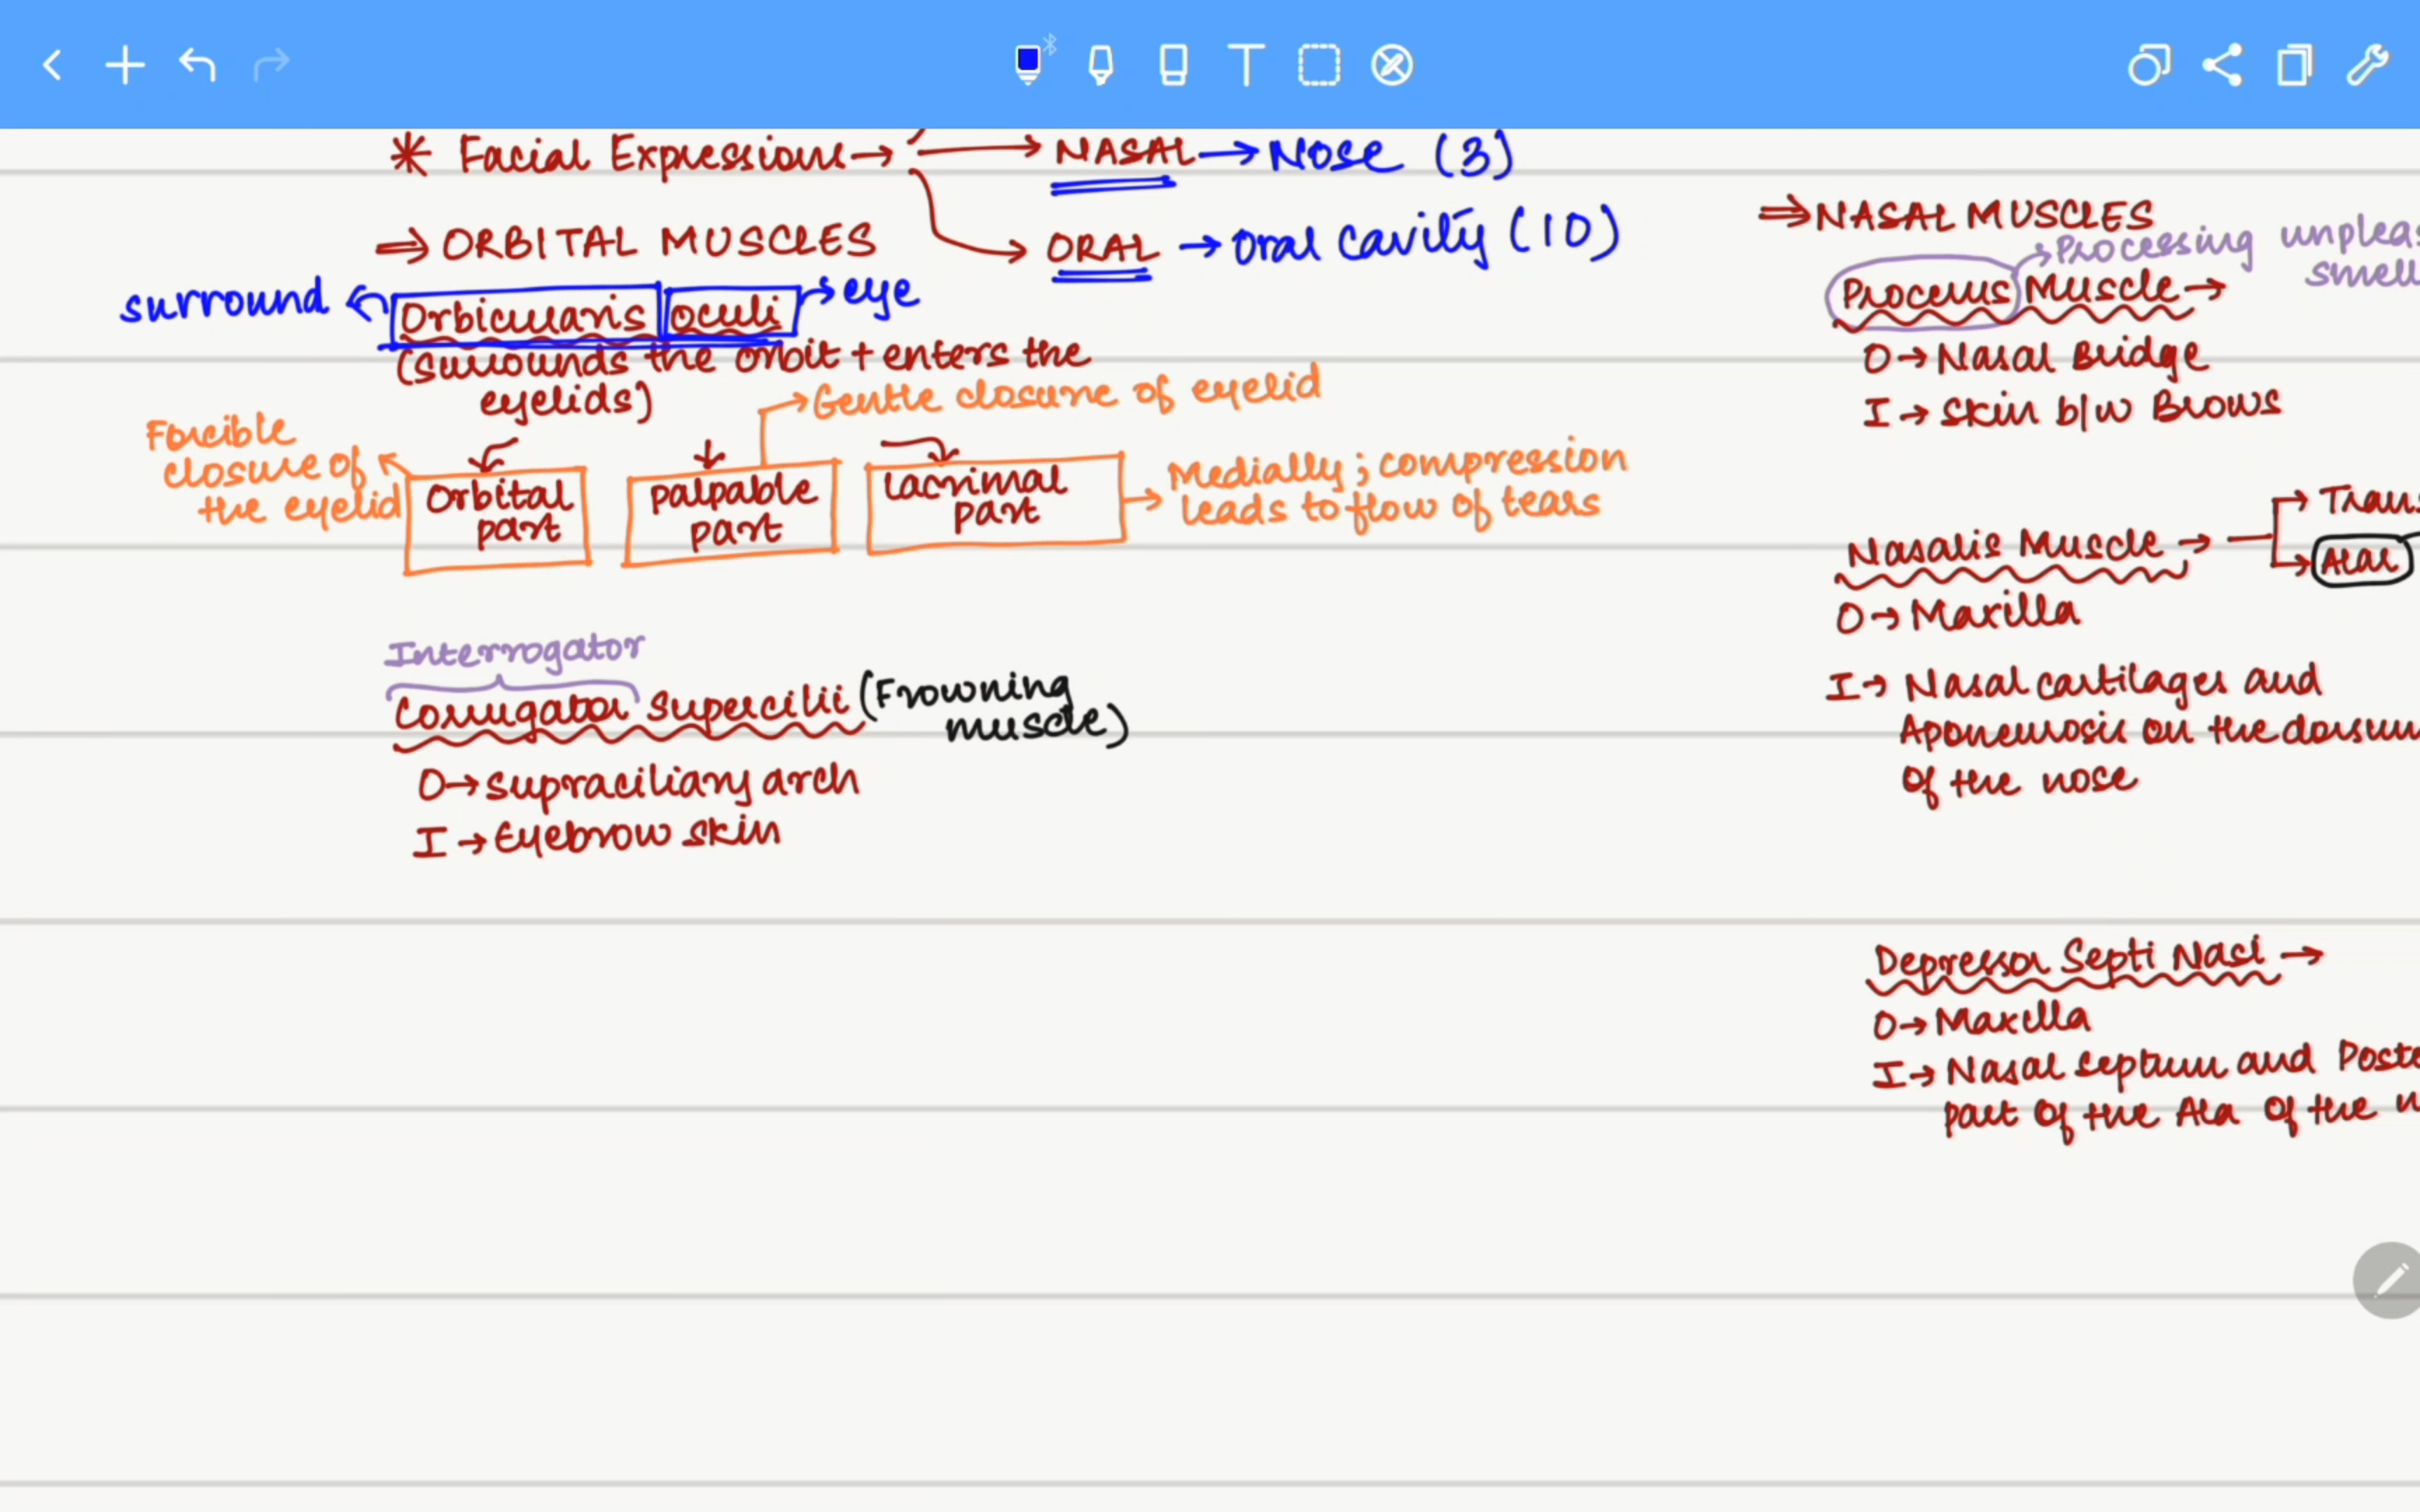 * Facial Expressions →
→ NASAL → Nose (3)
→ ORAL → Oral cavity (10)
⇒ ORBITAL MUSCLES
surround ← Orbicularis oculi → eye
(Surrounds the orbit + enters the
eyelids)
→ Gentle closure of eyelid
Forcible
closure of
the eyelid
Orbital
part
palpable
part
lacrimal
part
→ Medially ; compression
leads to flow of tears
Interrogator
Corrugator Supercilii (Frowning
muscle)
O → supraciliary arch
I → Eyebrow skin
⇒ NASAL MUSCLES
→ Processing
smell
Procerus Muscle →
O → Nasal Bridge
I → Skin b/w Brows
Nasalis Muscle →
→ Alar
O → Maxilla
I → Nasal cartilages and
Aponeurosis on the
of the nose
Depressor Septi Nasi →
O → Maxilla
I → Nasal septum and
part of the Ala of the